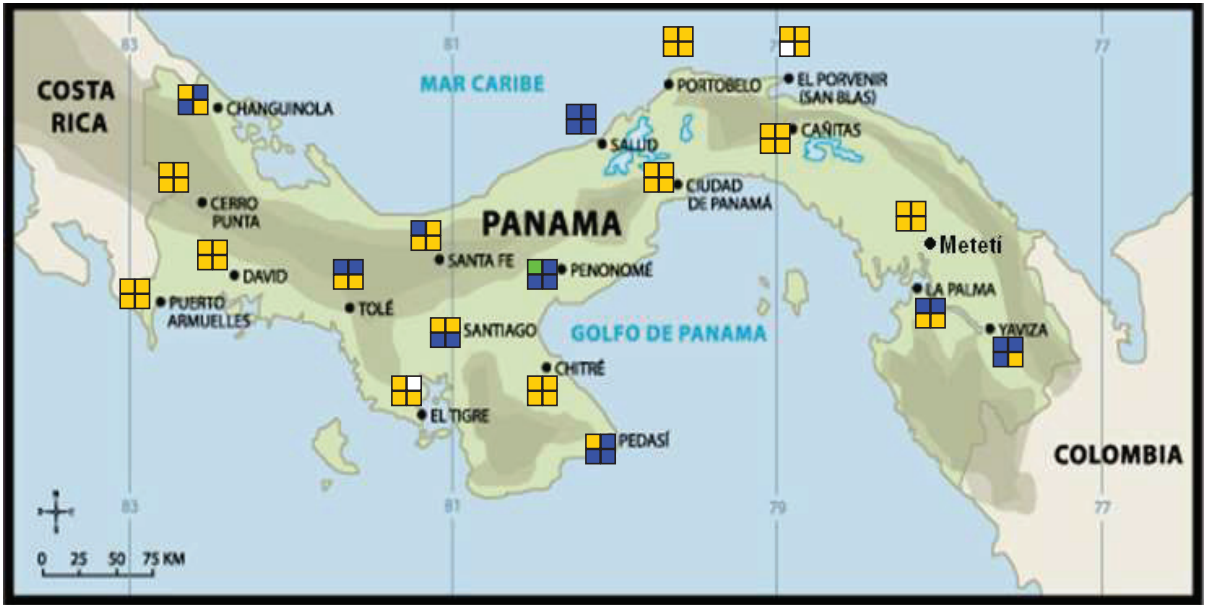 83
81
79
77
COSTA
RICA
MAR CARIBE
PORTOBELO
EL PORVENIR
(SAN BLAS)
CHANGUINOLA
SALUD
CAÑITAS
CERRO
PUNTA
CIUDAD
DE PANAMÁ
PANAMA
Metetí
SANTA FE
PENONOMÉ
DAVID
LA PALMA
PUERTO
ARMUELLES
TOLÉ
SANTIAGO
GOLFO DE PANAMA
YAVIZA
CHITRÉ
EL TIGRE
PEDASÍ
COLOMBIA
83
81
79
77
0 25 50 75 KM